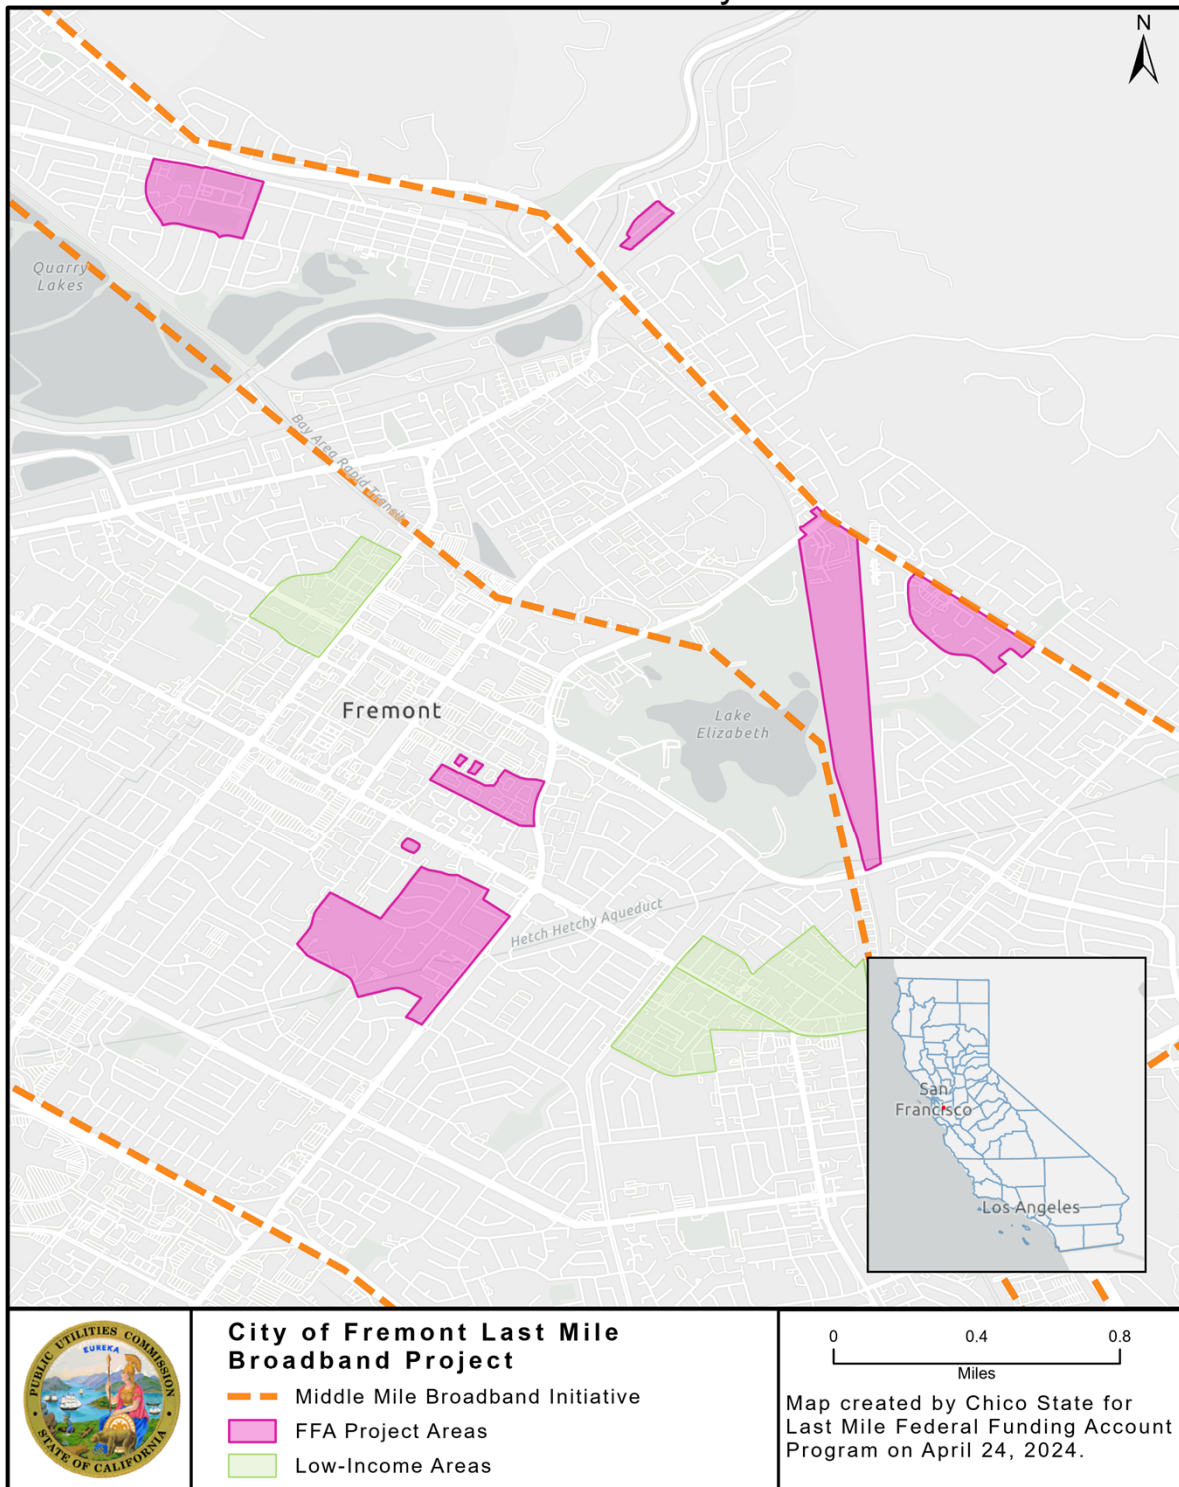 N
Quarry
Lakes
Bay Area Rapid Transit
Fremont
Lake
Elizabeth
Hetch Hetchy Aqueduct
San
Francisco
Los Angeles
PUBLIC UTILITIES COMMISSION
EUREKA
STATE OF CALIFORNIA
City of Fremont Last Mile
Broadband Project
Middle Mile Broadband Initiative
FFA Project Areas
Low-Income Areas
0 0.4 0.8
Miles
Map created by Chico State for
Last Mile Federal Funding Account
Program on April 24, 2024.